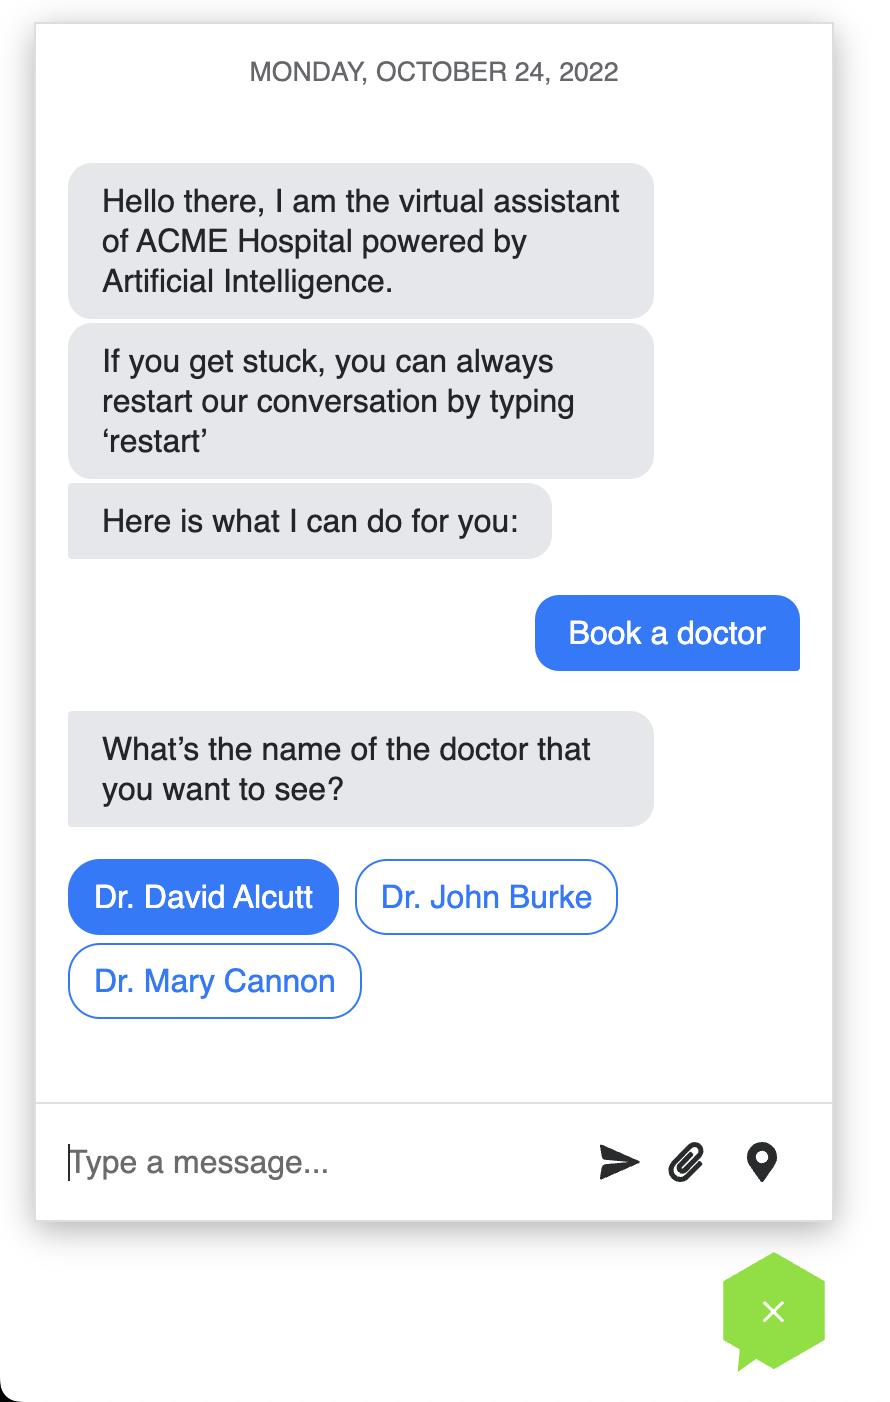 MONDAY, OCTOBER 24, 2022
Hello there, I am the virtual assistant
of ACME Hospital powered by
Artificial Intelligence.
If you get stuck, you can always
restart our conversation by typing
‘restart’
Here is what I can do for you:
Book a doctor
What’s the name of the doctor that
you want to see?
Dr. David Alcutt
Dr. John Burke
Dr. Mary Cannon
Type a message...